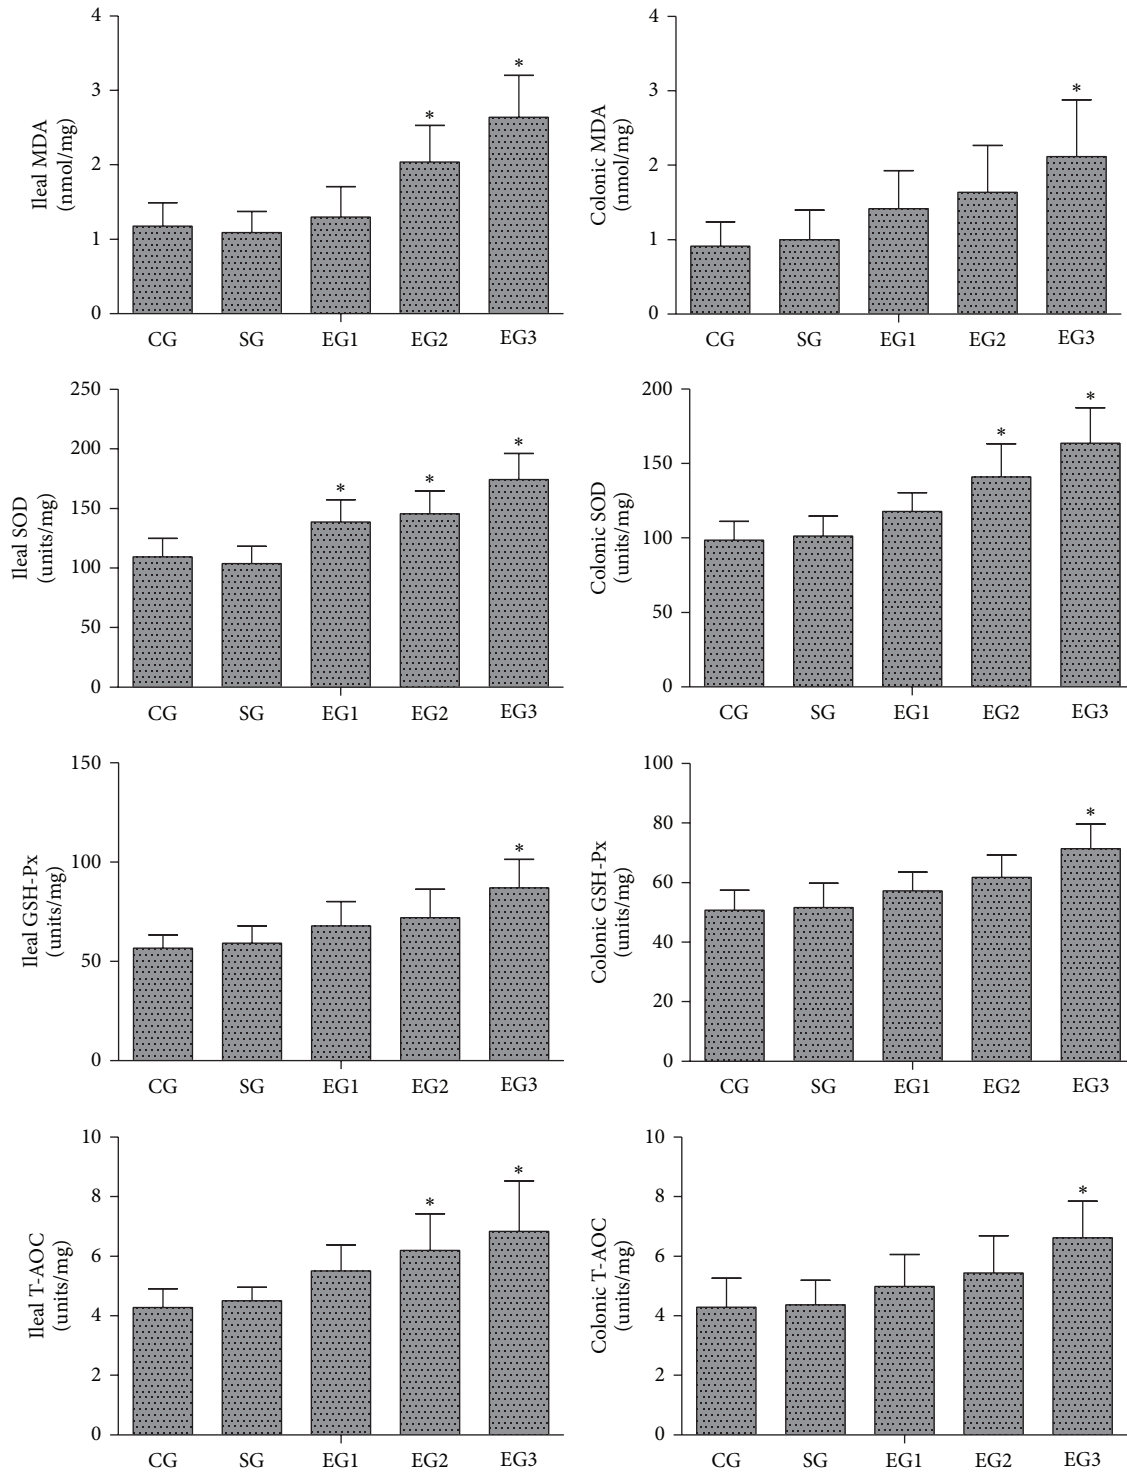 Ileal MDA
(nmol/mg)
4
3
2
1
0
*
*
CG SG EG1 EG2 EG3
Colonic MDA
(nmol/mg)
4
3
2
1
0
*
CG SG EG1 EG2 EG3
Ileal SOD
(units/mg)
250
200
150
100
50
0
*
*
*
CG SG EG1 EG2 EG3
Colonic SOD
(units/mg)
200
150
100
50
0
*
*
CG SG EG1 EG2 EG3
Ileal GSH-Px
(units/mg)
150
100
50
0
*
CG SG EG1 EG2 EG3
Colonic GSH-Px
(units/mg)
100
80
60
40
20
0
*
CG SG EG1 EG2 EG3
Ileal T-AOC
(units/mg)
10
8
6
4
2
0
*
*
CG SG EG1 EG2 EG3
Colonic T-AOC
(units/mg)
10
8
6
4
2
0
*
CG SG EG1 EG2 EG3